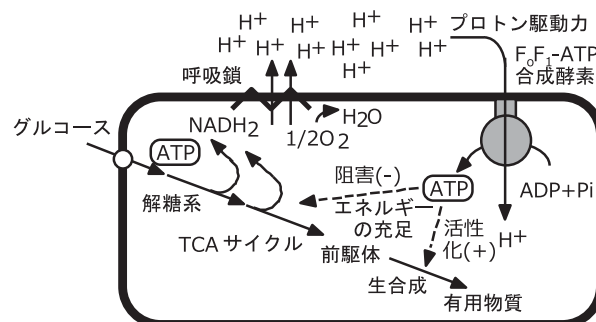 H+ H+ H+ H+ H+
H+ H+ H+ H+ H+ H+
H+
プロトン駆動力
FoF1-ATP
合成酵素
呼吸鎖
グルコース
NADH2
1/2O2
H2O
ATP
阻害(-)
ATP
ADP+Pi
解糖系
エネルギー
の充足
活性
化(+)
H+
TCAサイクル
前駆体
生合成
有用物質